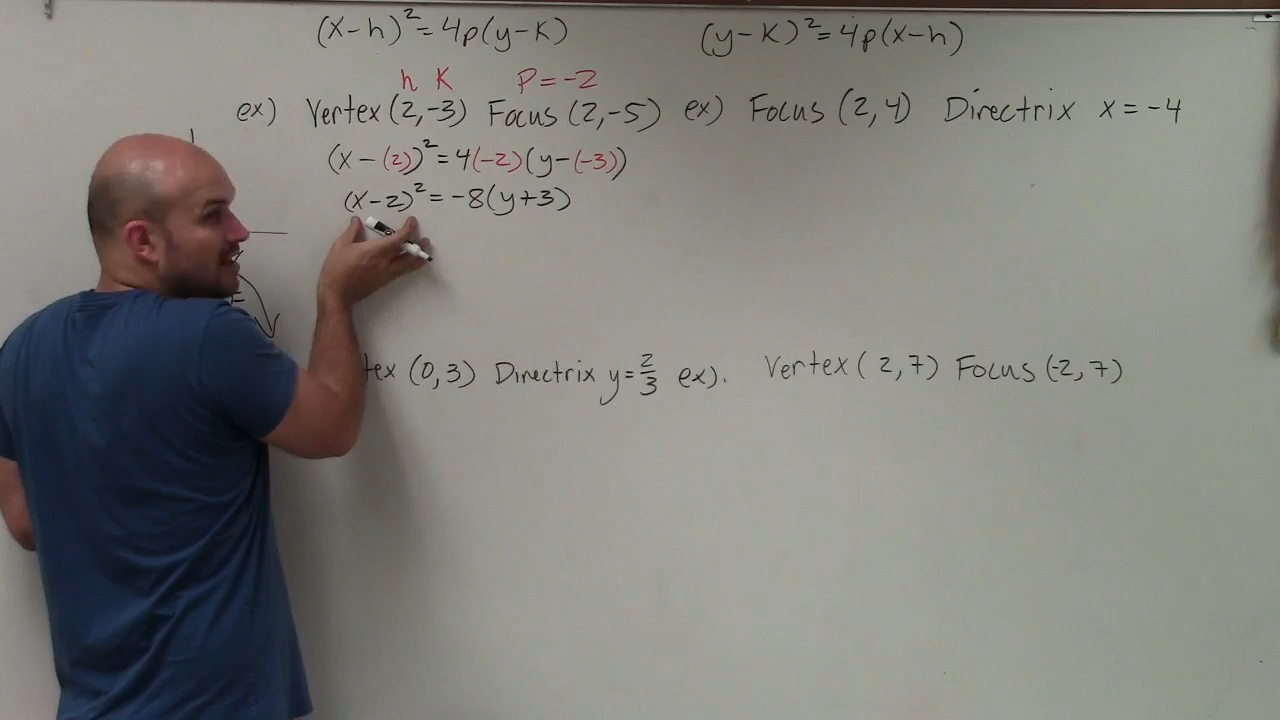 (x-h)²=4p(y-k) (y-k)²=4p(x-h)
h k P=-2
ex) Vertex (2,-3) Focus (2,-5) ex) Focus (2,4) Directrix x=-4
(x-(2))²=4(-2)(y-(-3))
(x-2)²=-8(y+3)
tex (0,3) Directrix y=2/3 ex). Vertex (2,7) Focus (-2,7)